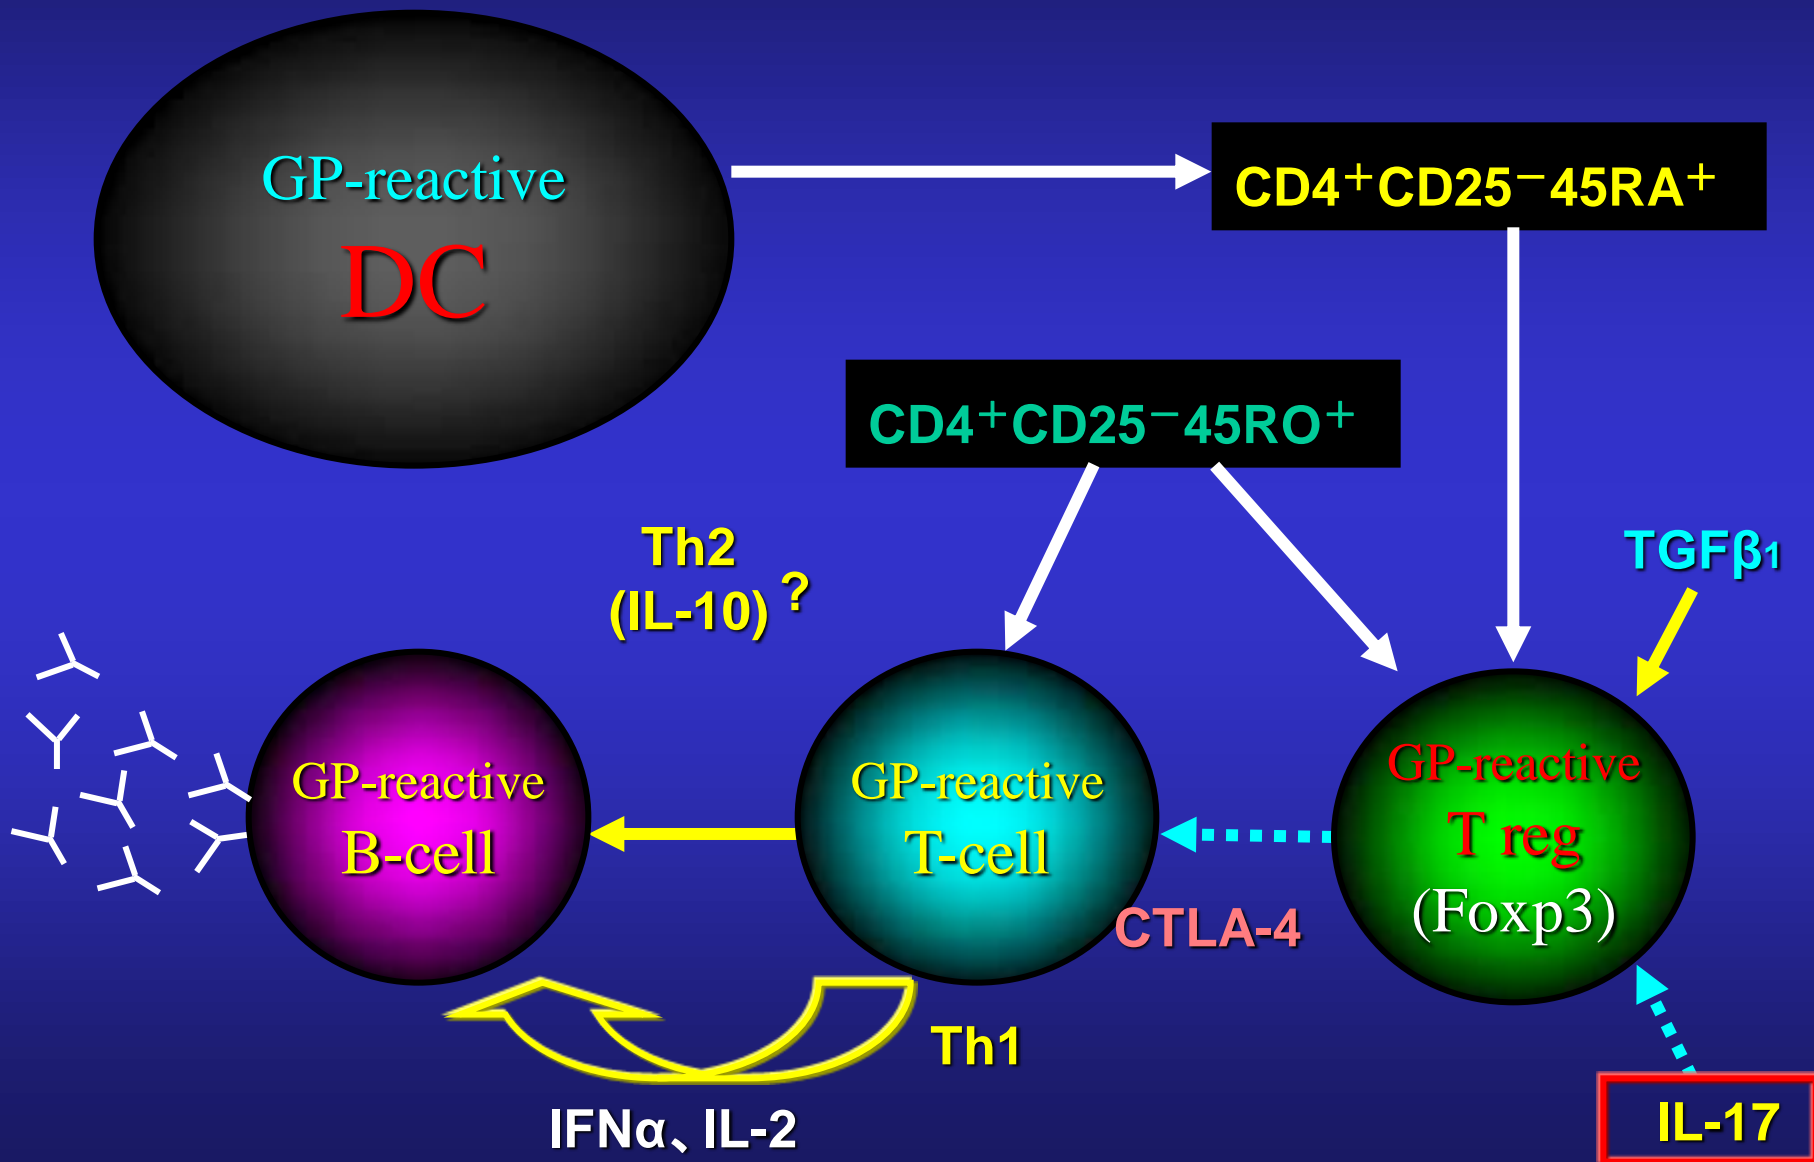 GP-reactive
DC
CD4⁺CD25⁻45RA⁺
CD4⁺CD25⁻45RO⁺
Th2
(IL-10) ?
TGFβ₁
GP-reactive
B-cell
GP-reactive
T-cell
GP-reactive
T reg
(Foxp3)
CTLA-4
Th1
IFNα、IL-2
IL-17